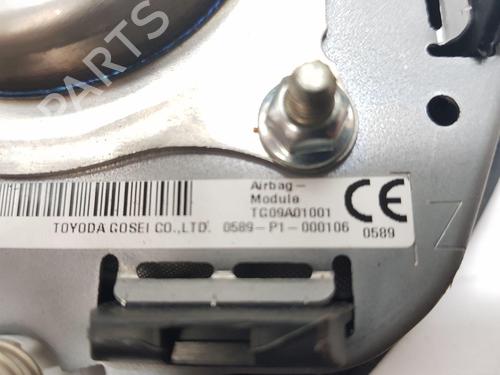 PARTS
Airbag-
Module
TG09A01001
TOYODA GOSEI CO.,LTD. 0589-P1-000106
CE
0589